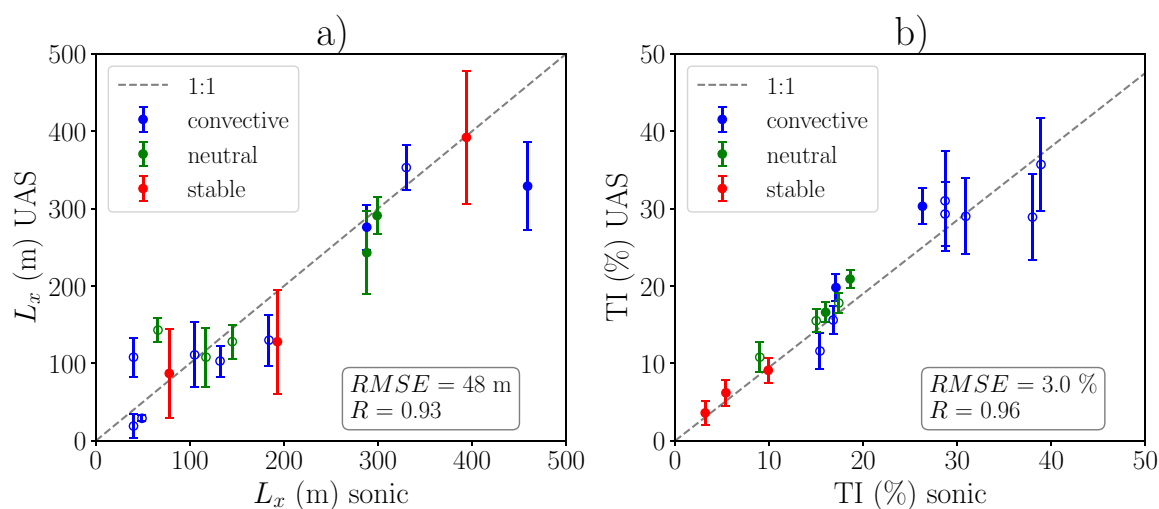 a)
500
400
300
200
100
0
L_x (m) UAS
1:1
convective
neutral
stable
RMSE = 48 m
R = 0.93
0 100 200 300 400 500
L_x (m) sonic
b)
50
40
30
20
10
0
TI (%) UAS
1:1
convective
neutral
stable
RMSE = 3.0 %
R = 0.96
0 10 20 30 40 50
TI (%) sonic